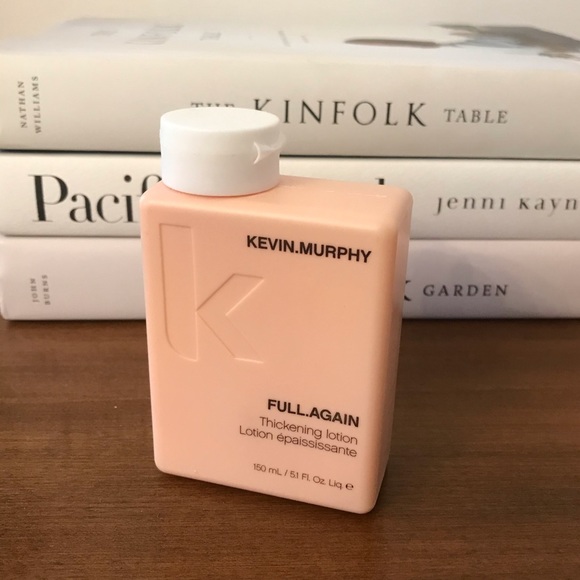 NATHAN
WILLIAMS
THE KINFOLK TABLE
Pacif
JENNI KAYN
JOHN
BURNS
GARDEN
k
KEVIN.MURPHY
FULL.AGAIN
Thickening lotion
Lotion épaississante
150 mL / 5.1 Fl. Oz. Liq. e